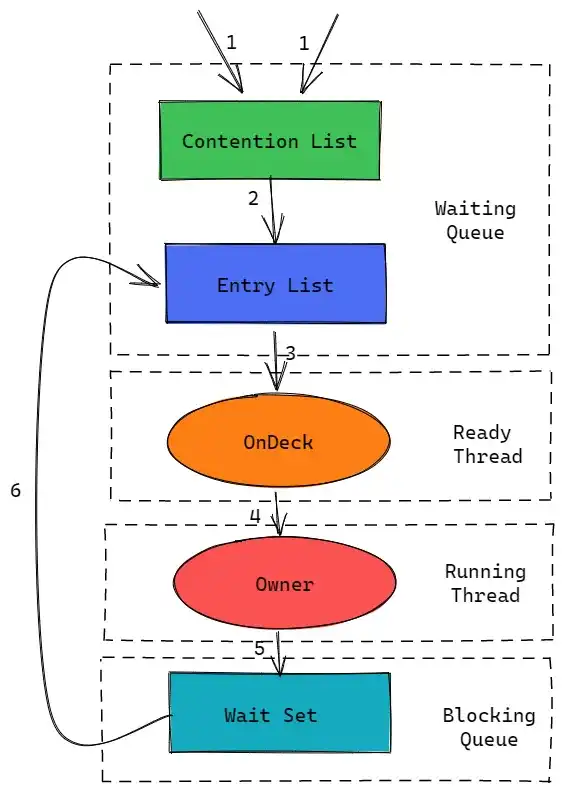 1 1
Contention List
2
Waiting
Queue
Entry List
3
OnDeck
Ready
Thread
6
4
Owner
Running
Thread
5
Wait Set
Blocking
Queue